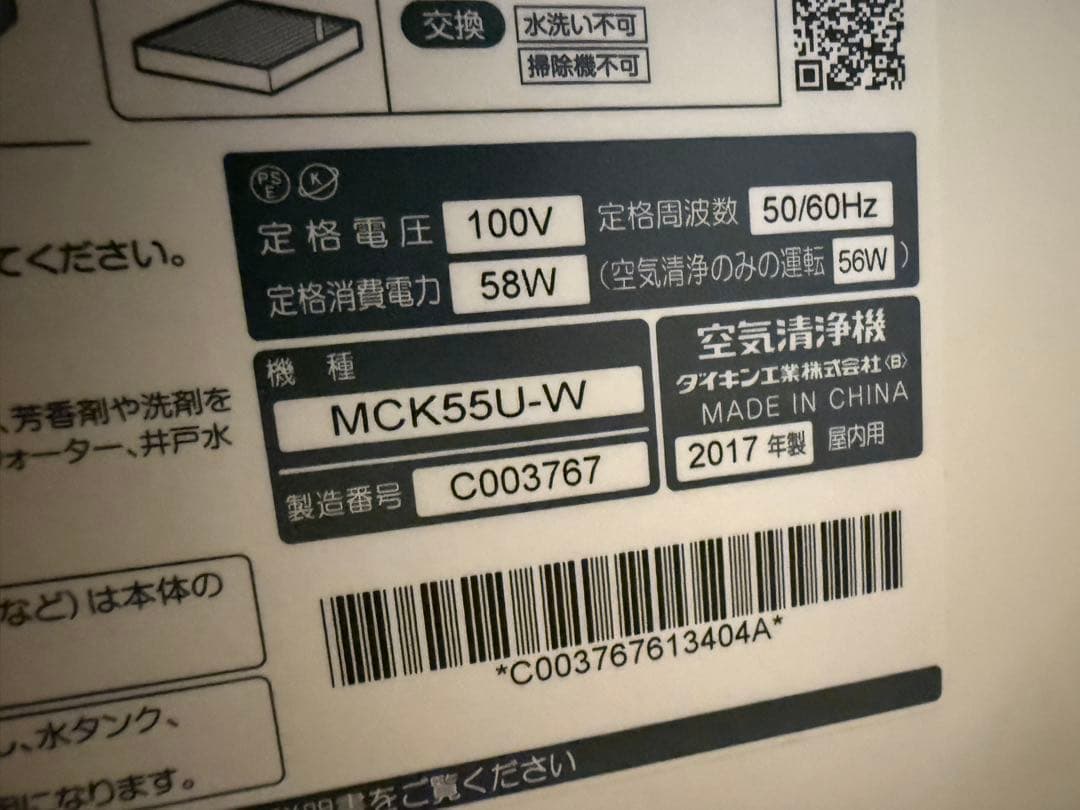 交換
水洗い不可
掃除機不可
PS
E
K
定格電圧 100V 定格周波数 50/60Hz
定格消費電力 58W (空気清浄のみの運転 56W)
てください。
機種
MCK55U-W
製造番号 C003767
空気清浄機
ダイキン工業株式会社〈B〉
MADE IN CHINA
2017年製 屋内用
、芳香剤や洗剤を
ォーター、井戸水
*C003767613404A*
など)は本体の
し、水タンク、
になります。
をご覧ください